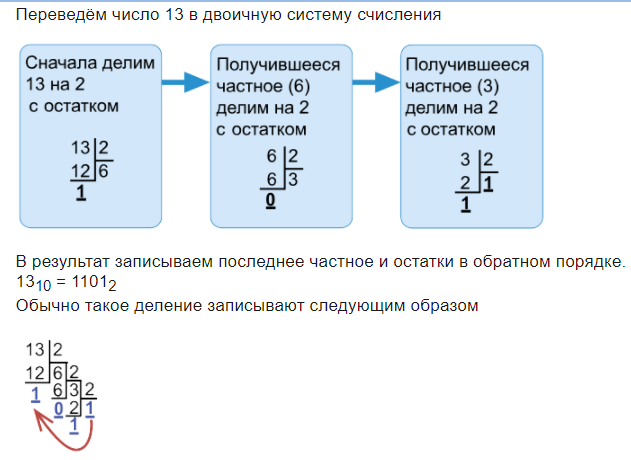 Переведём число 13 в двоичную систему счисления
Сначала делим
13 на 2
с остатком
13 2
12 6
1
Получившееся
частное (6)
делим на 2
с остатком
6 2
6 3
0
Получившееся
частное (3)
делим на 2
с остатком
3 2
2 1
1
В результат записываем последнее частное и остатки в обратном порядке.
13₁₀ = 1101₂
Обычно такое деление записывают следующим образом
13 2
12 6 2
1 6 3 2
0 2 1
1